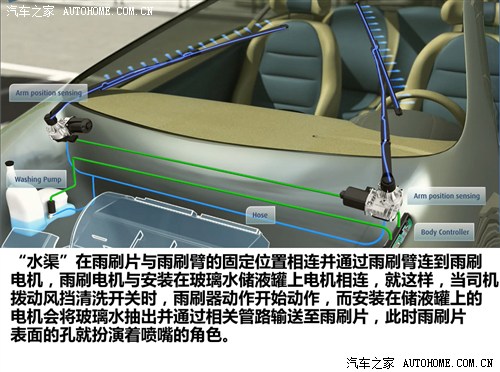 汽车之家 AUTOHOME.COM.CN
Arm position sensing
Washing Pump
Arm position sensing
Hose
Body Controller
“水渠”在雨刷片与雨刷臂的固定位置相连并通过雨刷臂连到雨刷
电机，雨刷电机与安装在玻璃水储液罐上电机相连，就这样，当司机
拨动风挡清洗开关时，雨刷器动作开始动作，而安装在储液罐上的
电机会将玻璃水抽出并通过相关管路输送至雨刷片，此时雨刷片
表面的孔就扮演着喷嘴的角色。
汽车之家 AUTOHOME.COM.CN